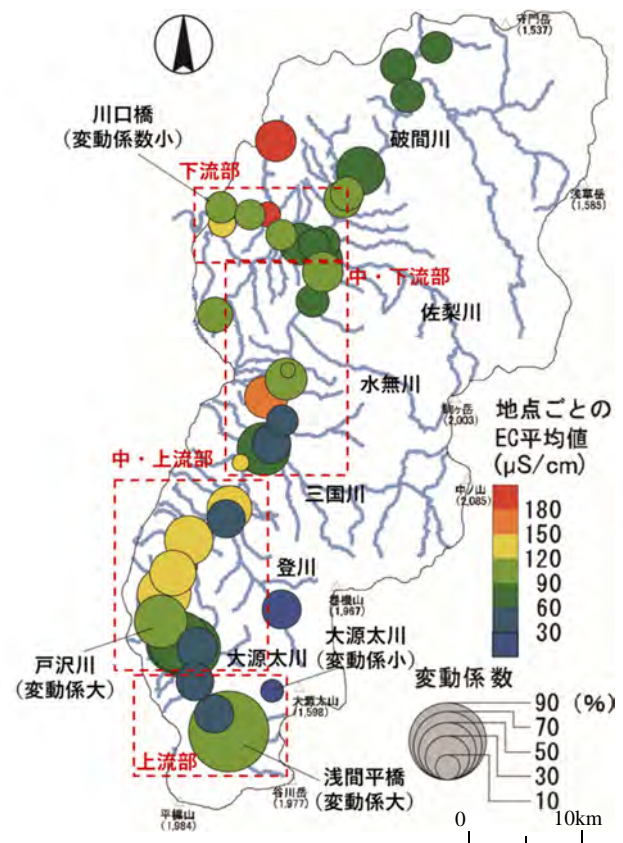 守門岳
(1,537)
川口橋
(変動係数小)
破間川
下流部
浅草岳
(1,585)
中・下流部
佐梨川
水無川
駒ヶ岳
(2,003)
地点ごとの
EC平均値
(μS/cm)
中・上流部
三国川
中ノ山
(2,085)
180
150
120
90
60
30
登川
巻機山
(1,967)
大源太川
(変動係小)
戸沢川
(変動係大)
大源太川
大源太山
(1,598)
変動係数
90 (%)
70
50
30
10
上流部
浅間平橋
(変動係大)
谷川岳
(1,977)
平標山
(1,984)
0
10km